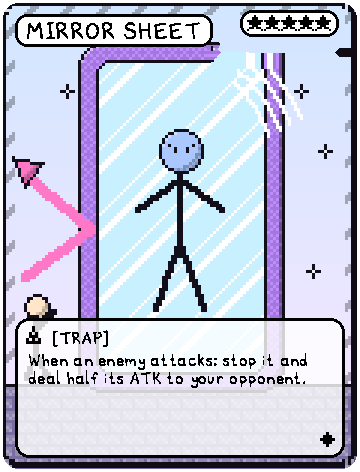 MIRROR SHEET
★★★★★
[TRAP]
When an enemy attacks: stop it and
deal half its ATK to your opponent.